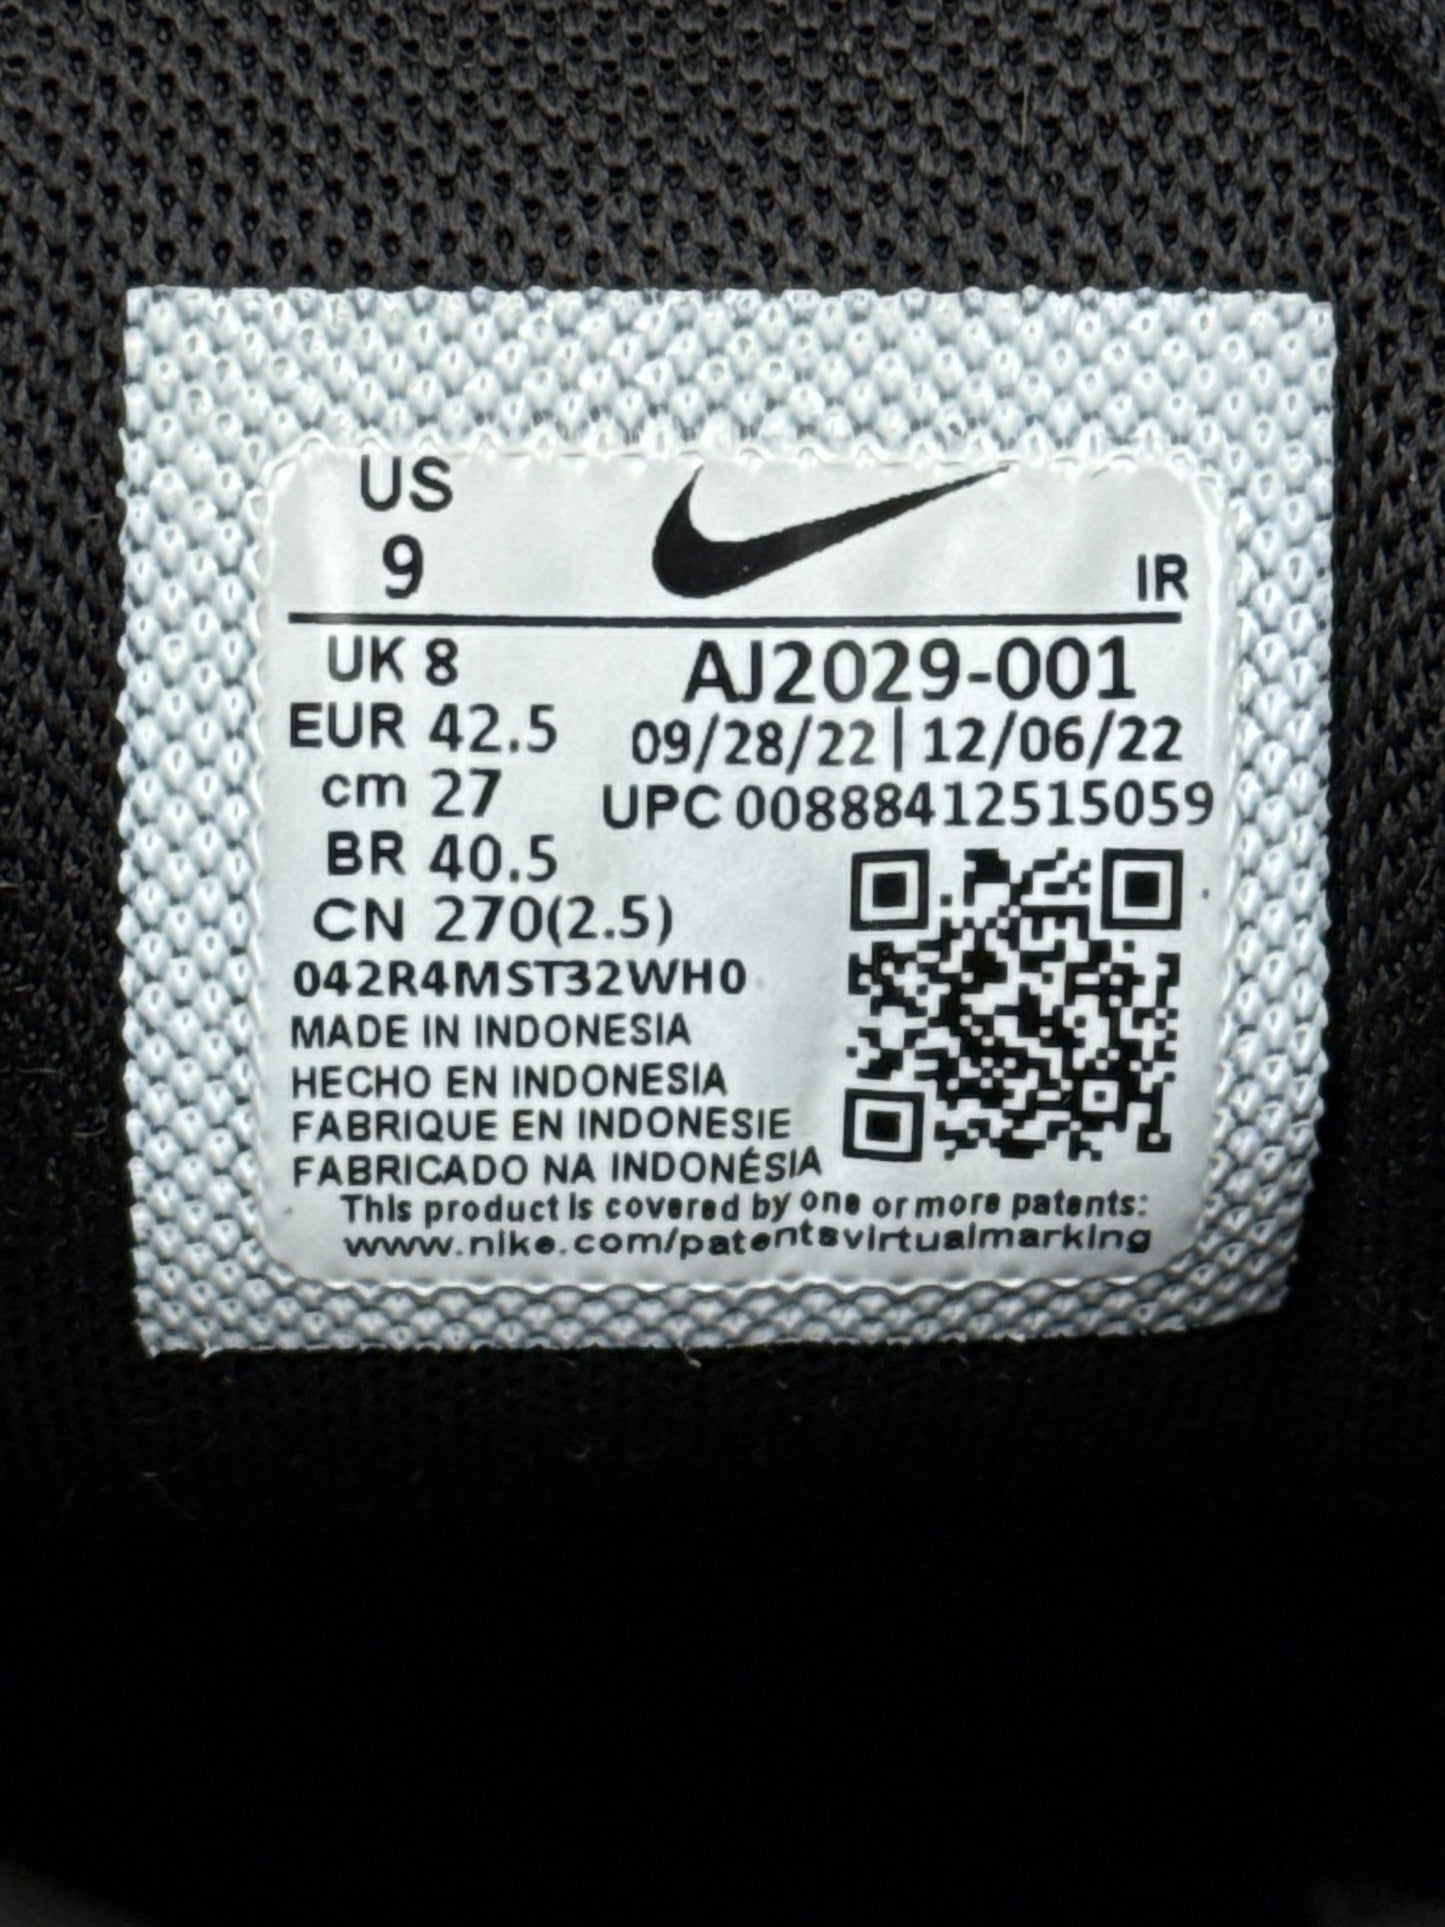 US
9
IR
UK 8
EUR 42.5
cm 27
BR 40.5
CN 270(2.5)
AJ2029-001
09/28/22 | 12/06/22
UPC 00888412515059
042R4MST32WH0
MADE IN INDONESIA
HECHO EN INDONESIA
FABRIQUE EN INDONESIE
FABRICADO NA INDONÉSIA
This product is covered by one or more patents:
www.nike.com/patentsvirtualmarking